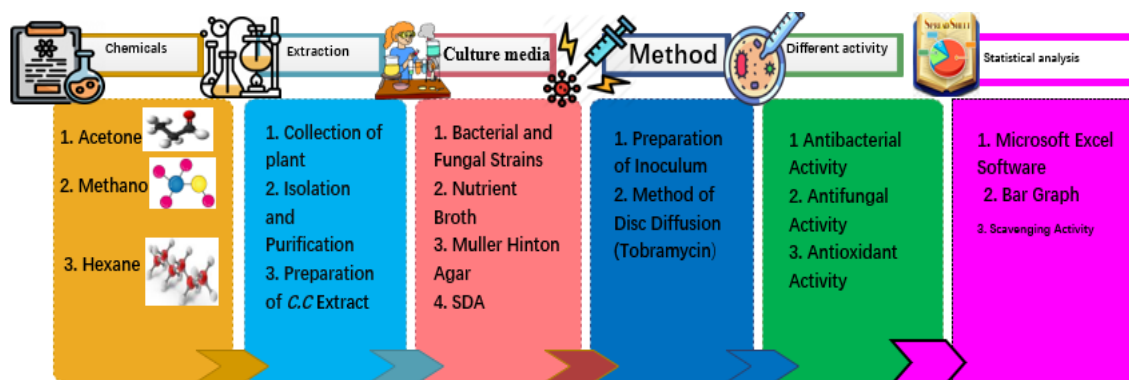 Chemicals
Extraction
Culture media
Method
Different activity
SPREADSHEET
Statistical analysis
1. Acetone
2. Methano
3. Hexane
1. Collection of
plant
2. Isolation
and
Purification
3. Preparation
of C.C Extract
1. Bacterial and
Fungal Strains
2. Nutrient
Broth
3. Muller Hinton
Agar
4. SDA
1. Preparation
of Inoculum
2. Method of
Disc Diffusion
(Tobramycin)
1 Antibacterial
Activity
2. Antifungal
Activity
3. Antioxidant
Activity
1. Microsoft Excel
Software
2. Bar Graph
3. Scavenging Activity